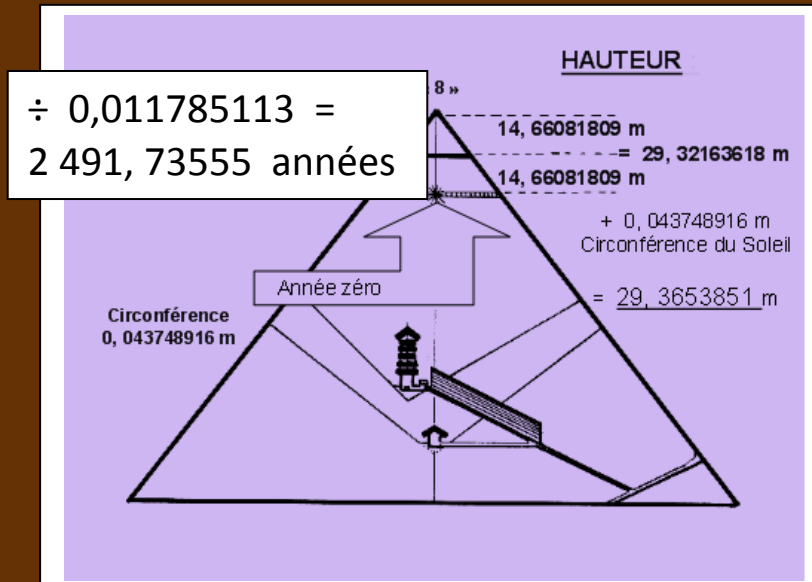 HAUTEUR
8 »
÷ 0,011785113 =
2 491, 73555 années
14, 66081809 m
= 29, 32163618 m
14, 66081809 m
+ 0, 043748916 m
Circonférence du Soleil
= 29, 3653851 m
Année zéro
Circonférence
0, 043748916 m